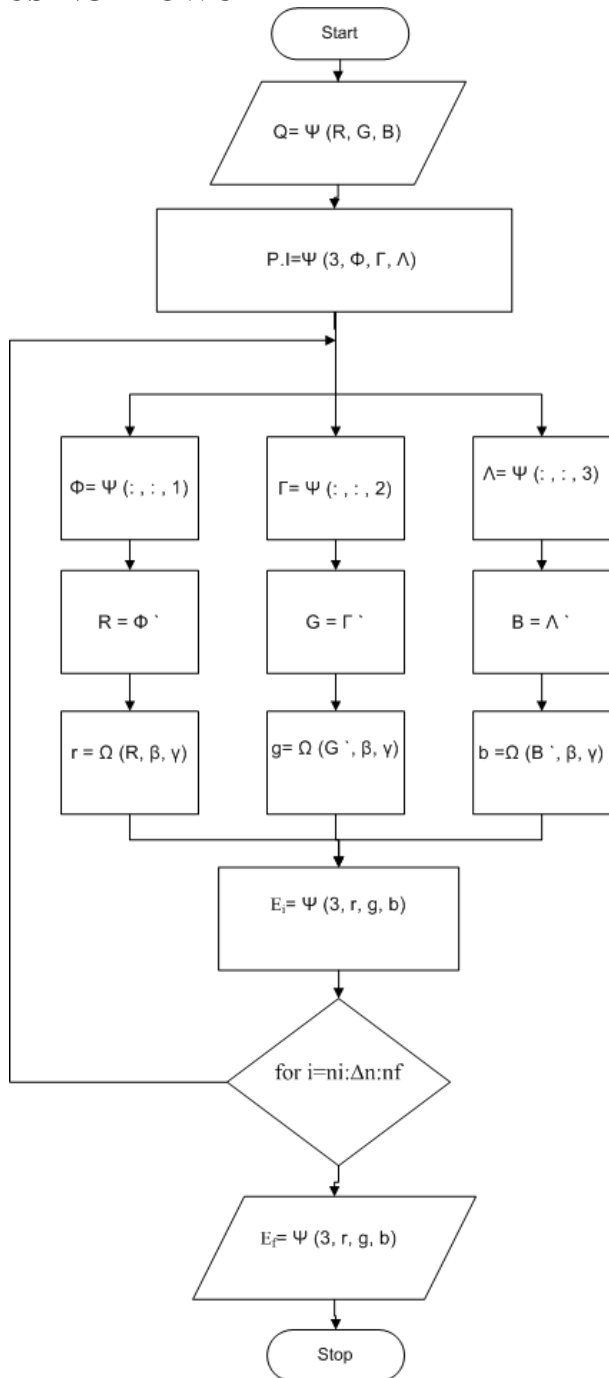 Start
Q= Ψ (R, G, B)
P.I=Ψ (3, Φ, Γ, Λ)
Φ= Ψ (: , : , 1)
Γ= Ψ (: , : , 2)
Λ= Ψ (: , : , 3)
R = Φ `
G = Γ `
B = Λ `
r = Ω (R, β, γ)
g= Ω (G `, β, γ)
b =Ω (B `, β, γ)
Ei= Ψ (3, r, g, b)
for i=ni:Δn:nf
Ef= Ψ (3, r, g, b)
Stop